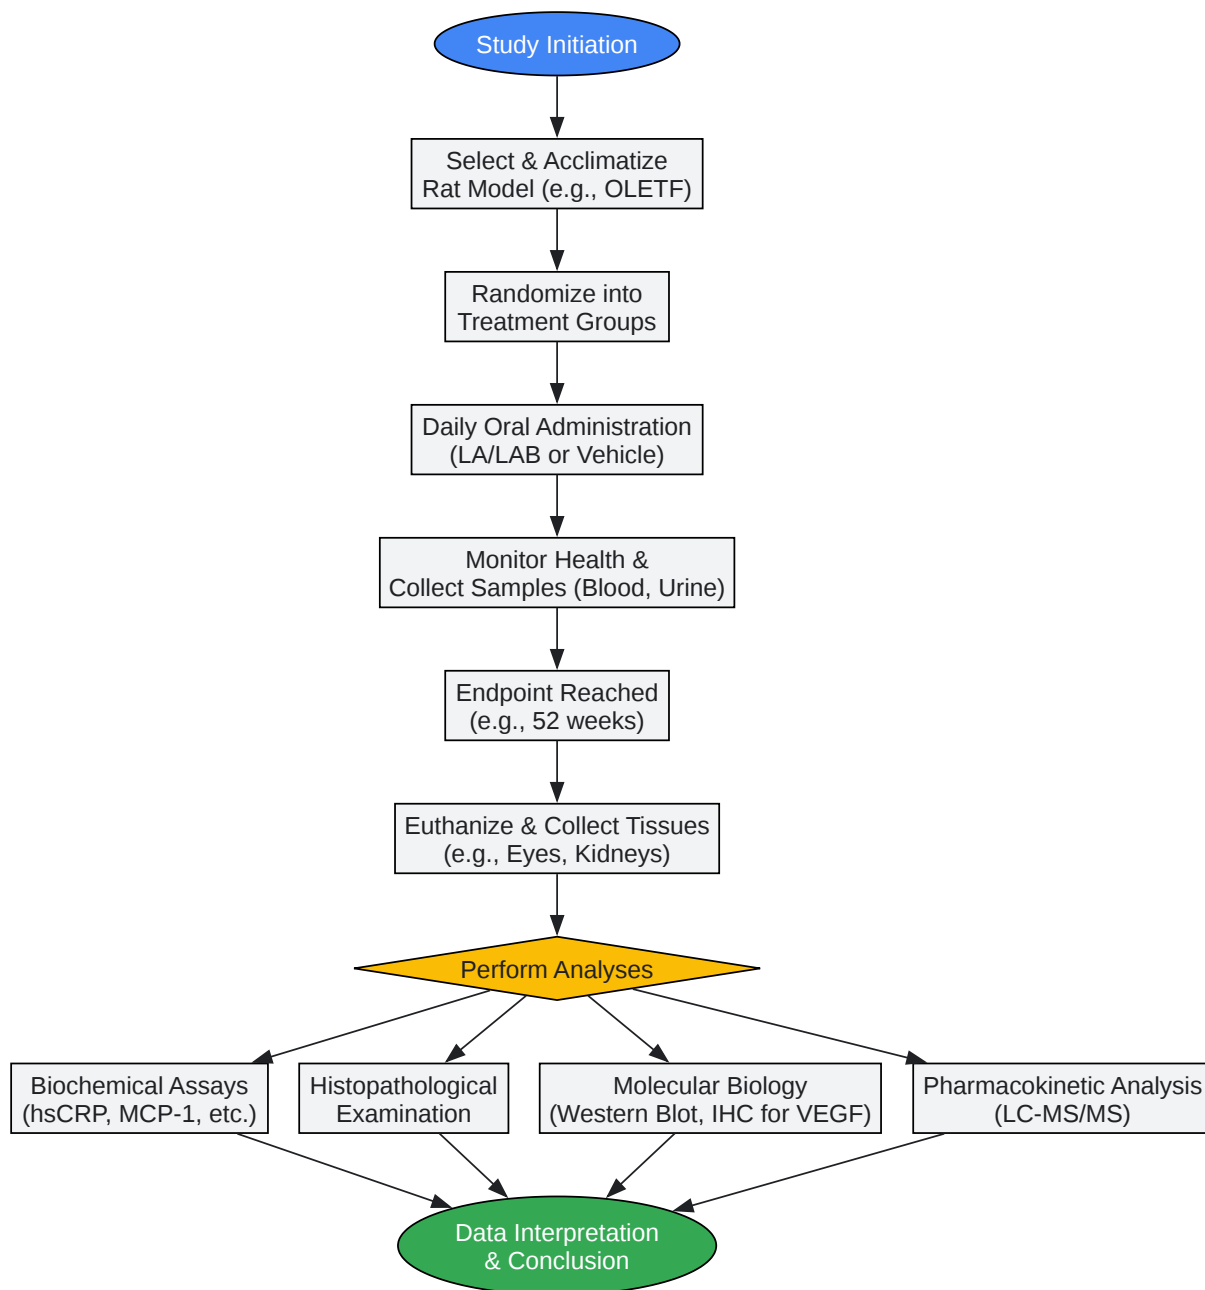 Study Initiation
Select & Acclimatize
Rat Model (e.g., OLETF)
Randomize into
Treatment Groups
Daily Oral Administration
(LA/LAB or Vehicle)
Monitor Health &
Collect Samples (Blood, Urine)
Endpoint Reached
(e.g., 52 weeks)
Euthanize & Collect Tissues
(e.g., Eyes, Kidneys)
Perform Analyses
Biochemical Assays
(hsCRP, MCP-1, etc.)
Histopathological
Examination
Molecular Biology
(Western Blot, IHC for VEGF)
Pharmacokinetic Analysis
(LC-MS/MS)
Data Interpretation
& Conclusion